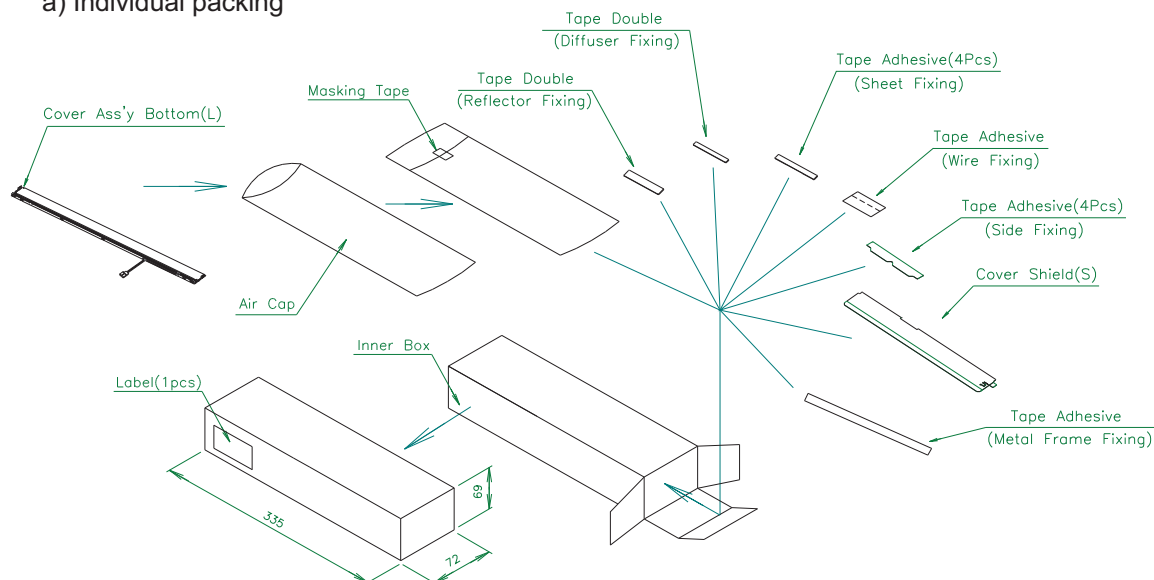 a) Individual packing
Tape Double
(Diffuser Fixing)
Tape Adhesive(4Pcs)
(Sheet Fixing)
Tape Double
(Reflector Fixing)
Masking Tape
Cover Ass'y Bottom(L)
Tape Adhesive
(Wire Fixing)
Tape Adhesive(4Pcs)
(Side Fixing)
Cover Shield(S)
Air Cap
Inner Box
Label(1pcs)
Tape Adhesive
(Metal Frame Fixing)
69
335
72